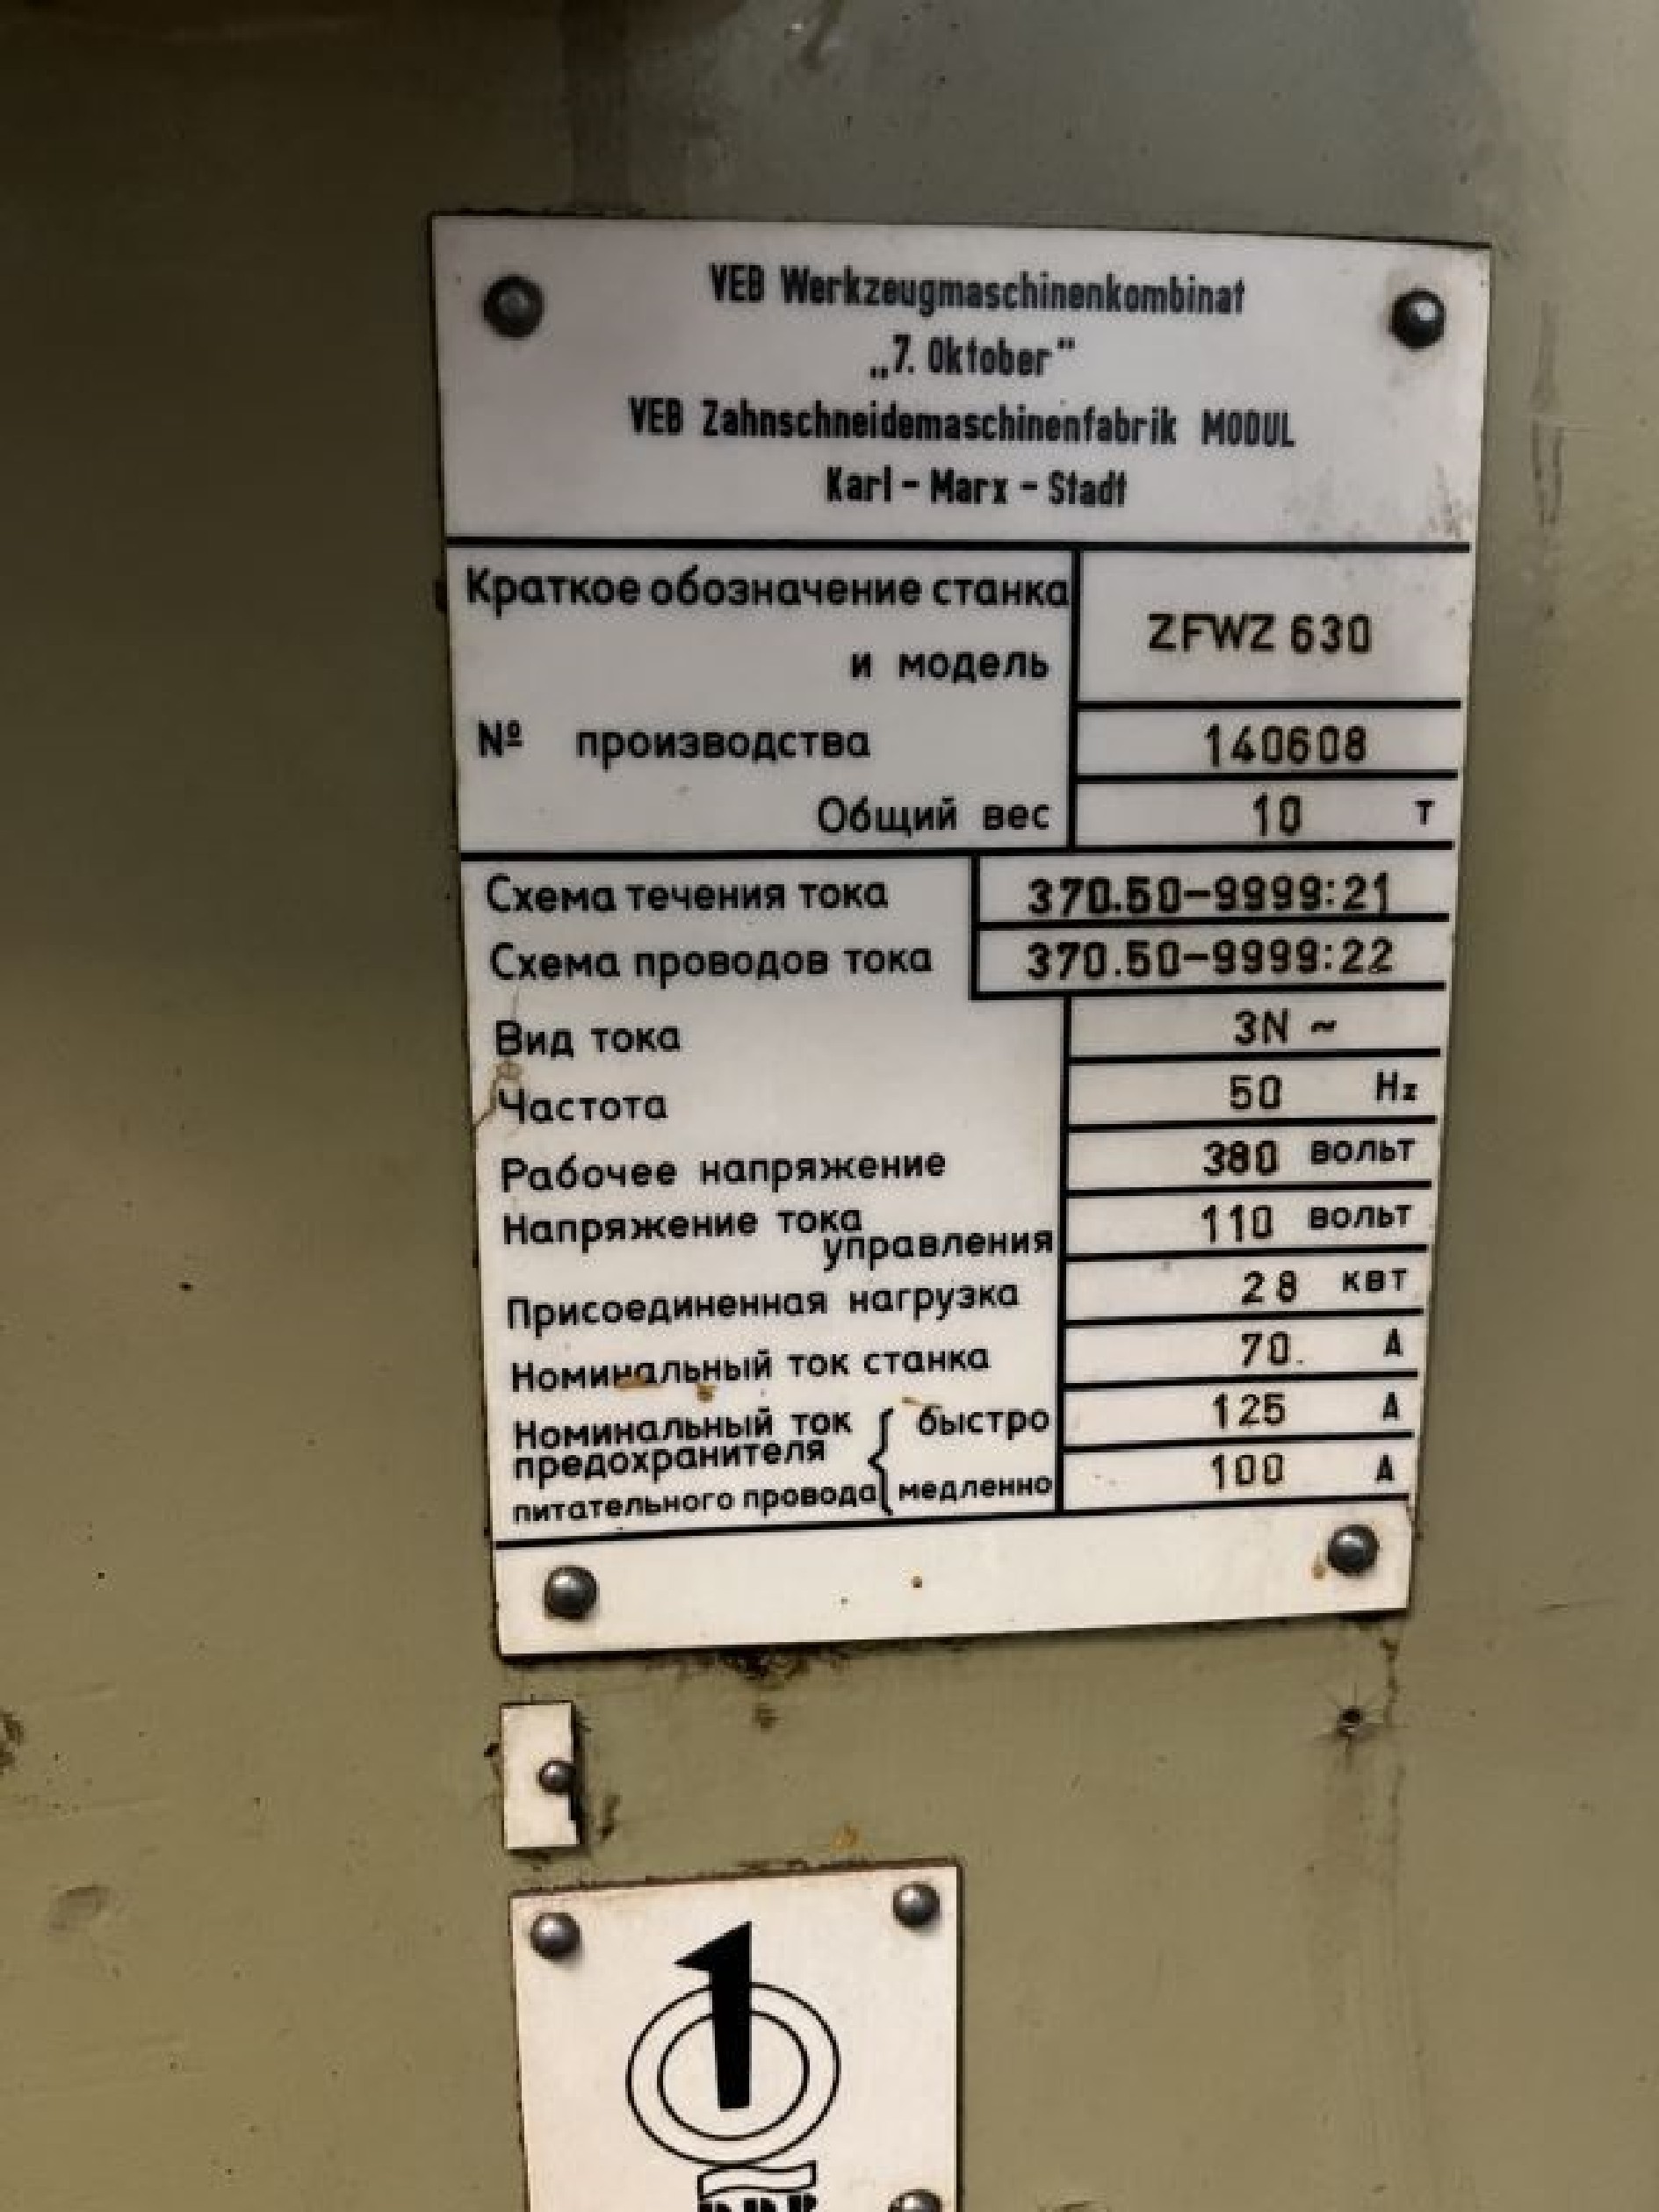 VEB Werkzeugmaschinenkombinat
„7. Oktober"
VEB Zahnschneidemaschinenfabrik MODUL
Karl - Marx - Stadt
Краткое обозначение станка
и модель
ZFWZ 630
№ производства 140608
Общий вес 10 т
Схема течения тока 370.50-9999:21
Схема проводов тока 370.50-9999:22
Вид тока 3N ~
Частота 50 Hz
Рабочее напряжение 380 вольт
Напряжение тока
управления 110 вольт
Присоединенная нагрузка 28 квт
Номинальный ток станка 70. А
Номинальный ток { быстро 125 А
предохранителя
питательного провода медленно 100 А
1